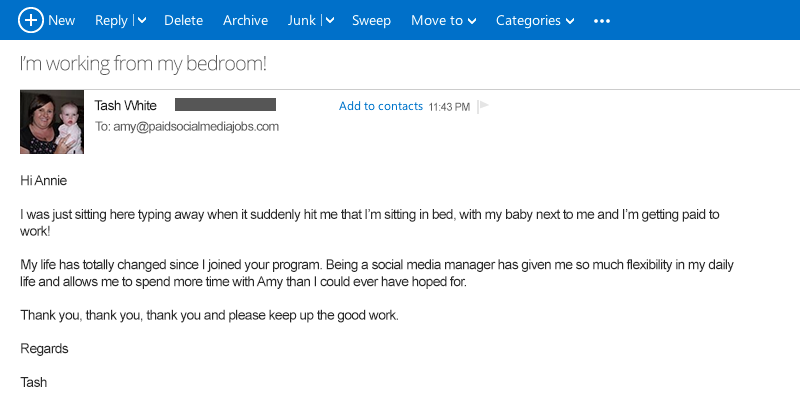 New Reply Delete Archive Junk Sweep Move to Categories
I'm working from my bedroom!
Tash White Add to contacts 11:43 PM
To: amy@paidsocialmediajobs.com
Hi Annie
I was just sitting here typing away when it suddenly hit me that I'm sitting in bed, with my baby next to me and I'm getting paid to
work!
My life has totally changed since I joined your program. Being a social media manager has given me so much flexibility in my daily
life and allows me to spend more time with Amy than I could ever have hoped for.
Thank you, thank you, thank you and please keep up the good work.
Regards
Tash